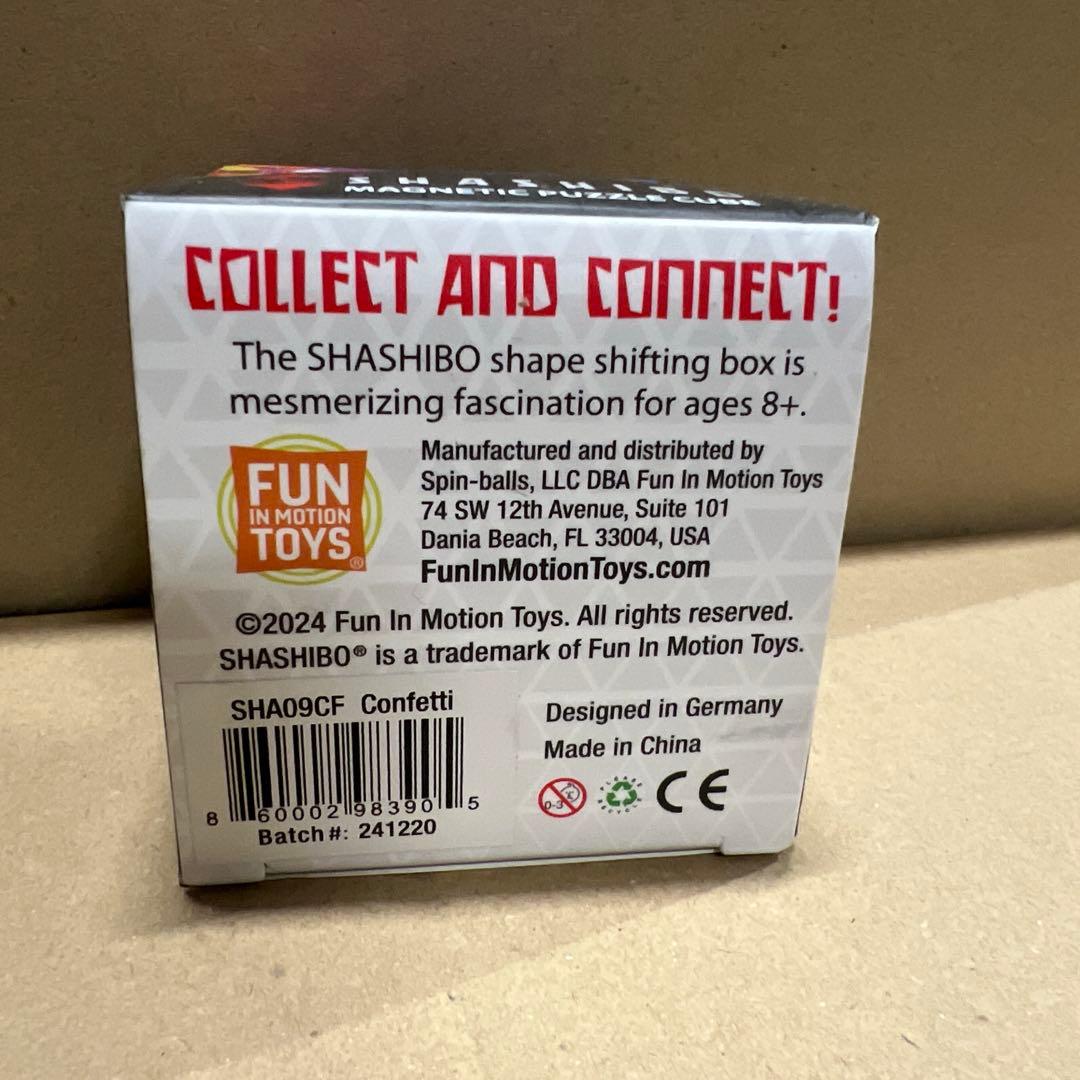 SHASHIBO
MAGNETIC PUZZLE CUBE
COLLECT AND CONNECT!
The SHASHIBO shape shifting box is
mesmerizing fascination for ages 8+.
FUN
IN MOTION
TOYS®
Manufactured and distributed by
Spin-balls, LLC DBA Fun In Motion Toys
74 SW 12th Avenue, Suite 101
Dania Beach, FL 33004, USA
FunInMotionToys.com
©2024 Fun In Motion Toys. All rights reserved.
SHASHIBO® is a trademark of Fun In Motion Toys.
SHA09CF Confetti
8 60002 98390 5
Batch #: 241220
Designed in Germany
Made in China
0-3
PLEASE RECYCLE
CE